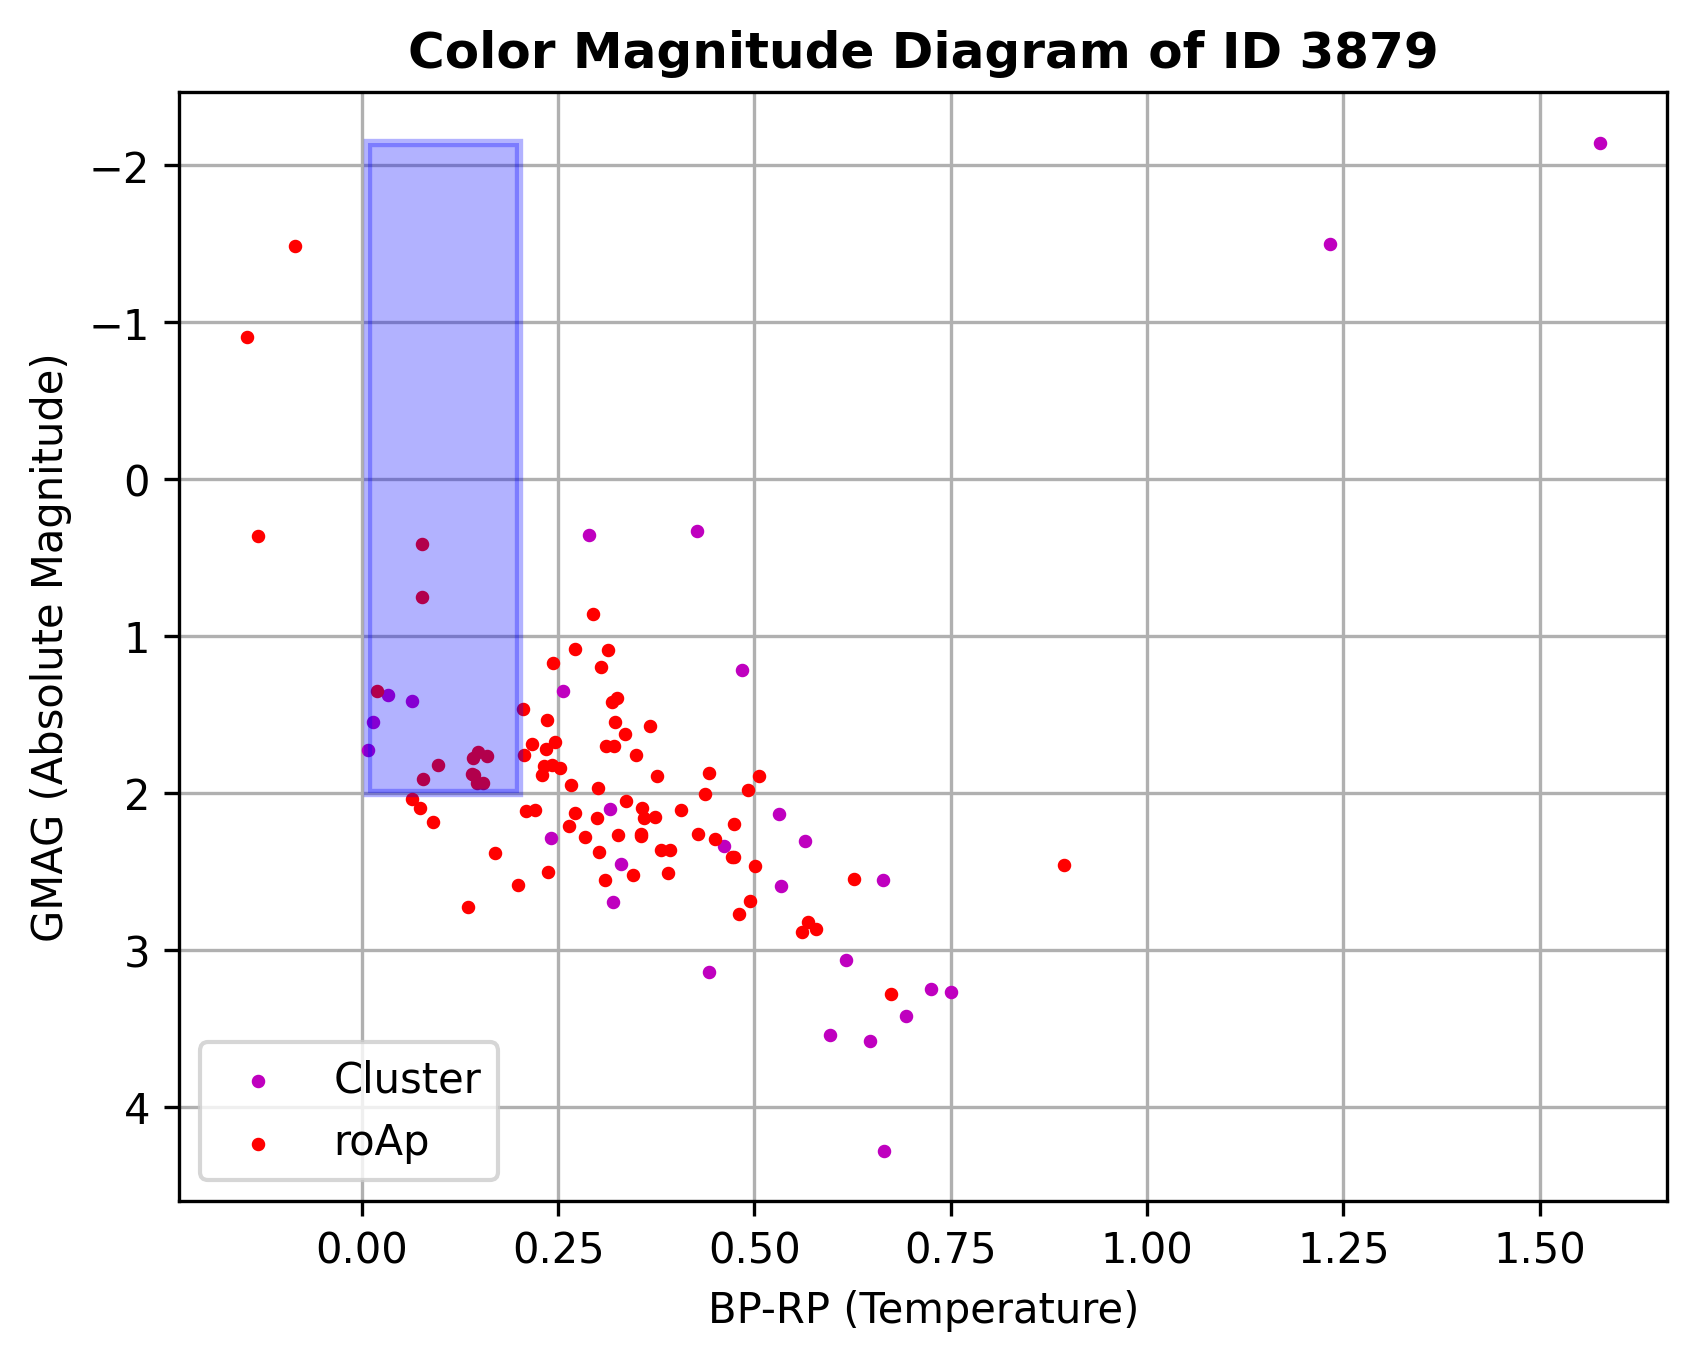 Color Magnitude Diagram of ID 3879
GMAG (Absolute Magnitude)
−2
−1
0
1
2
3
4
Cluster
roAp
0.00 0.25 0.50 0.75 1.00 1.25 1.50
BP-RP (Temperature)